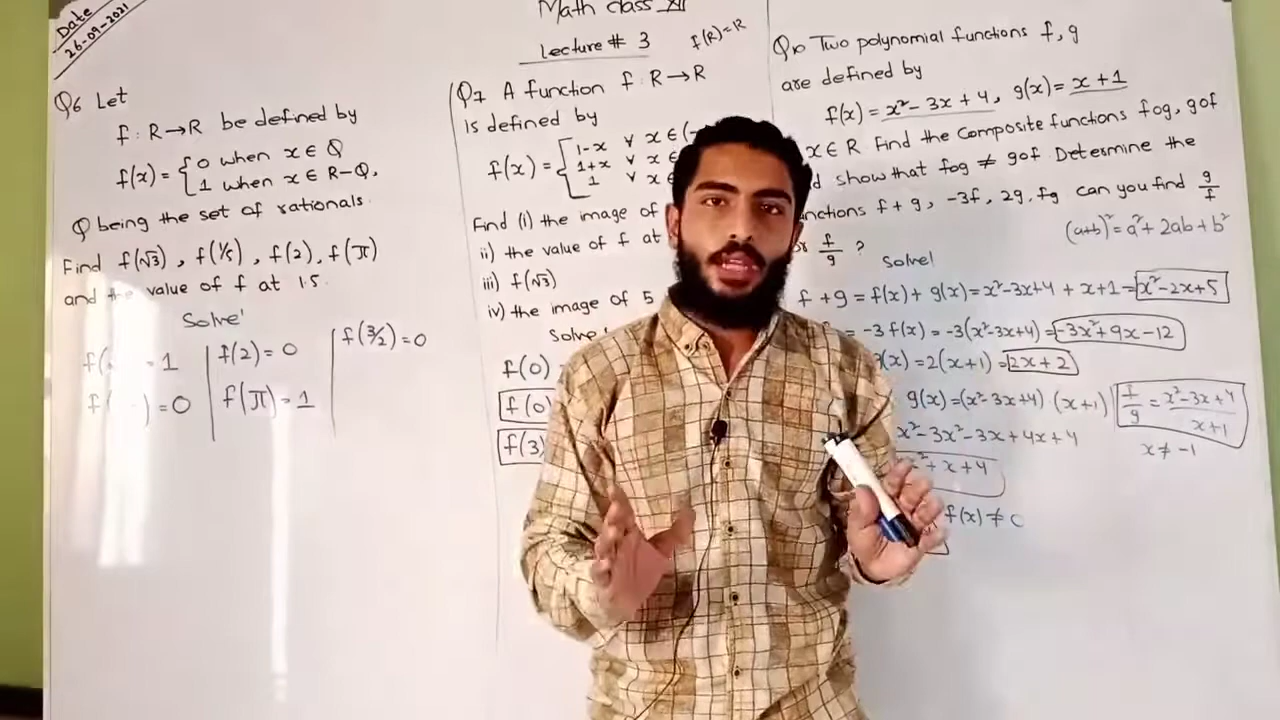 Date
26-09-2021
Math class XII
Lecture # 3
f(R)=R
Q6 Let
f: R→R be defined by
f(x) = { 0 when x ∈ Q
1 when x ∈ R-Q.
Q being the set of rationals.
Find f(√3), f(1/5), f(2), f(π)
and the value of f at 1.5.
Solve'
= 1
= 0
f(2) = 0
f(π) = 1
f(3/2) = 0
Q7 A function f: R→R
is defined by
f(x) = [ 1-x ∀ x ∈ (-
1+x ∀ x ∈
1 ∀ x ∈
Find (i) the image of
ii) the value of f at
iii) f(√3)
iv) the image of 5
Solve'
f(0)
f(0)
f(3)
Q10 Two polynomial functions f, g
are defined by
f(x) = x²-3x+4, g(x) = x+1
x∈R Find the Composite functions fog, gof
show that fog ≠ gof Determine the
f+g, -3f, 2g, fg can you find g/f
f/g ?
(a+b)² = a²+2ab+b²
Solve!
f+g = f(x)+g(x) = x²-3x+4 + x+1 = x²-2x+5
= -3f(x) = -3(x²-3x+4) = -3x²+9x-12
= 2(x+1) = 2x+2
g(x) = (x²-3x+4) (x+1)
f/g = x²-3x+4 / x+1
x ≠ -1
x²-3x²-3x+4x+4
+x+4
f(x) ≠ 0